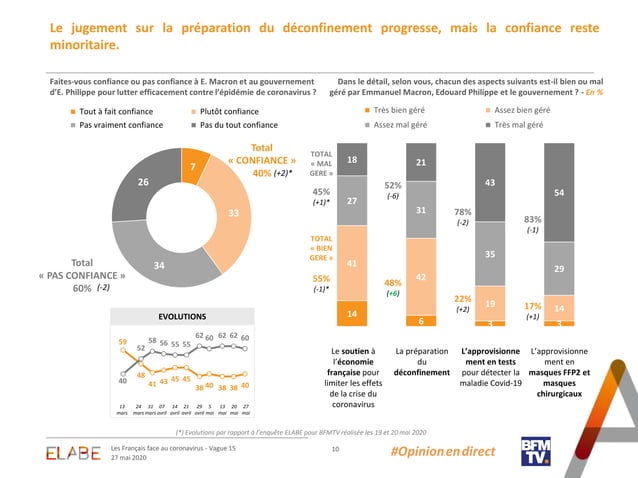 Le jugement sur la préparation du déconfinement progresse, mais la confiance reste
minoritaire.
Faites-vous confiance ou pas confiance à E. Macron et au gouvernement
d'E. Philippe pour lutter efficacement contre l'épidémie de coronavirus ?
Tout à fait confiance
Plutôt confiance
Pas vraiment confiance
Pas du tout confiance
Total
« CONFIANCE »
40% (+2)*
7
33
34
26
Total
« PAS CONFIANCE »
60% (-2)
EVOLUTIONS
59 48 41 43 45 45 38 40 38 38 40
40 52 58 56 55 55 62 60 62 62 60
13 24 31 07 14 21 29 5 13 20 27
mars mars mars avril avril avril avril mai mai mai mai
Dans le détail, selon vous, chacun des aspects suivants est-il bien ou mal
géré par Emmanuel Macron, Edouard Philippe et le gouvernement ? - En %
Très bien géré
Assez bien géré
Assez mal géré
Très mal géré
TOTAL
« MAL
GERE »
45%
(+1)*
TOTAL
« BIEN
GERE »
55%
(-1)*
18
27
41
14
52%
(-6)
48%
(+6)
21
31
42
6
78%
(-2)
22%
(+2)
43
35
19
3
83%
(-1)
17%
(+1)
54
29
14
3
Le soutien à
l'économie
française pour
limiter les effets
de la crise du
coronavirus
La préparation
du
déconfinement
L'approvisionne
ment en tests
pour détecter la
maladie Covid-19
L'approvisionne
ment en
masques FFP2 et
masques
chirurgicaux
(*) Evolutions par rapport à l'enquête ELABE pour BFMTV réalisée les 19 et 20 mai 2020
ELABE
Les Français face au coronavirus - Vague 15
27 mai 2020
10
#Opinionendirect
BFM
TV.